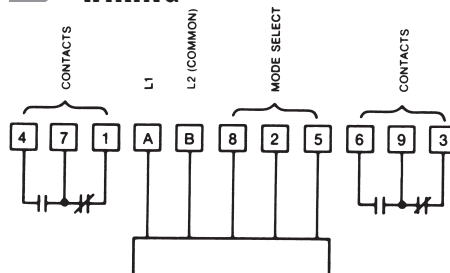 CONTACTS
L1
L2 (COMMON)
MODE SELECT
CONTACTS
4 7 1 A B 8 2 5 6 9 3